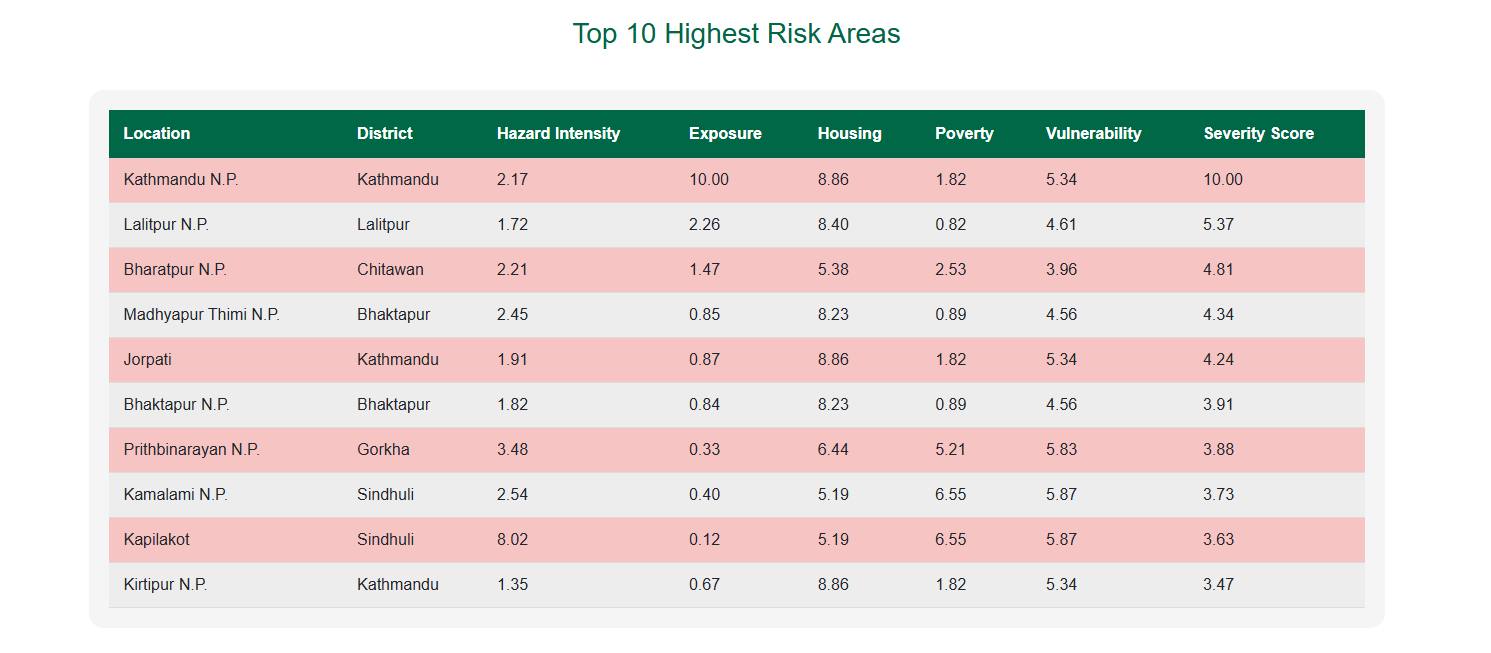 Top 10 Highest Risk Areas
Location District Hazard Intensity Exposure Housing Poverty Vulnerability Severity Score
Kathmandu N.P. Kathmandu 2.17 10.00 8.86 1.82 5.34 10.00
Lalitpur N.P. Lalitpur 1.72 2.26 8.40 0.82 4.61 5.37
Bharatpur N.P. Chitawan 2.21 1.47 5.38 2.53 3.96 4.81
Madhyapur Thimi N.P. Bhaktapur 2.45 0.85 8.23 0.89 4.56 4.34
Jorpati Kathmandu 1.91 0.87 8.86 1.82 5.34 4.24
Bhaktapur N.P. Bhaktapur 1.82 0.84 8.23 0.89 4.56 3.91
Prithbinarayan N.P. Gorkha 3.48 0.33 6.44 5.21 5.83 3.88
Kamalami N.P. Sindhuli 2.54 0.40 5.19 6.55 5.87 3.73
Kapilakot Sindhuli 8.02 0.12 5.19 6.55 5.87 3.63
Kirtipur N.P. Kathmandu 1.35 0.67 8.86 1.82 5.34 3.47